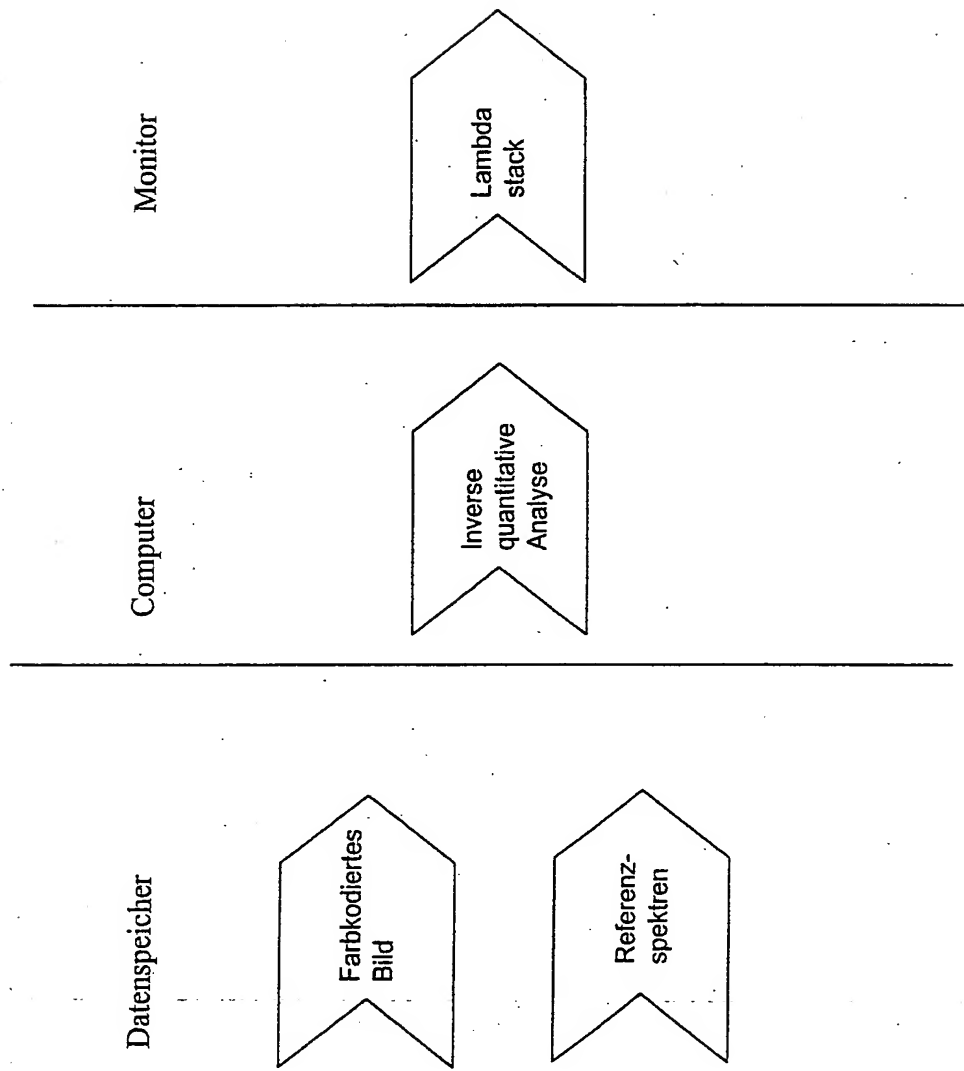 Datenspeicher
Computer
Monitor
Farbkodiertes
Bild
Referenz-
spektren
Inverse
quantitative
Analyse
Lambda
stack